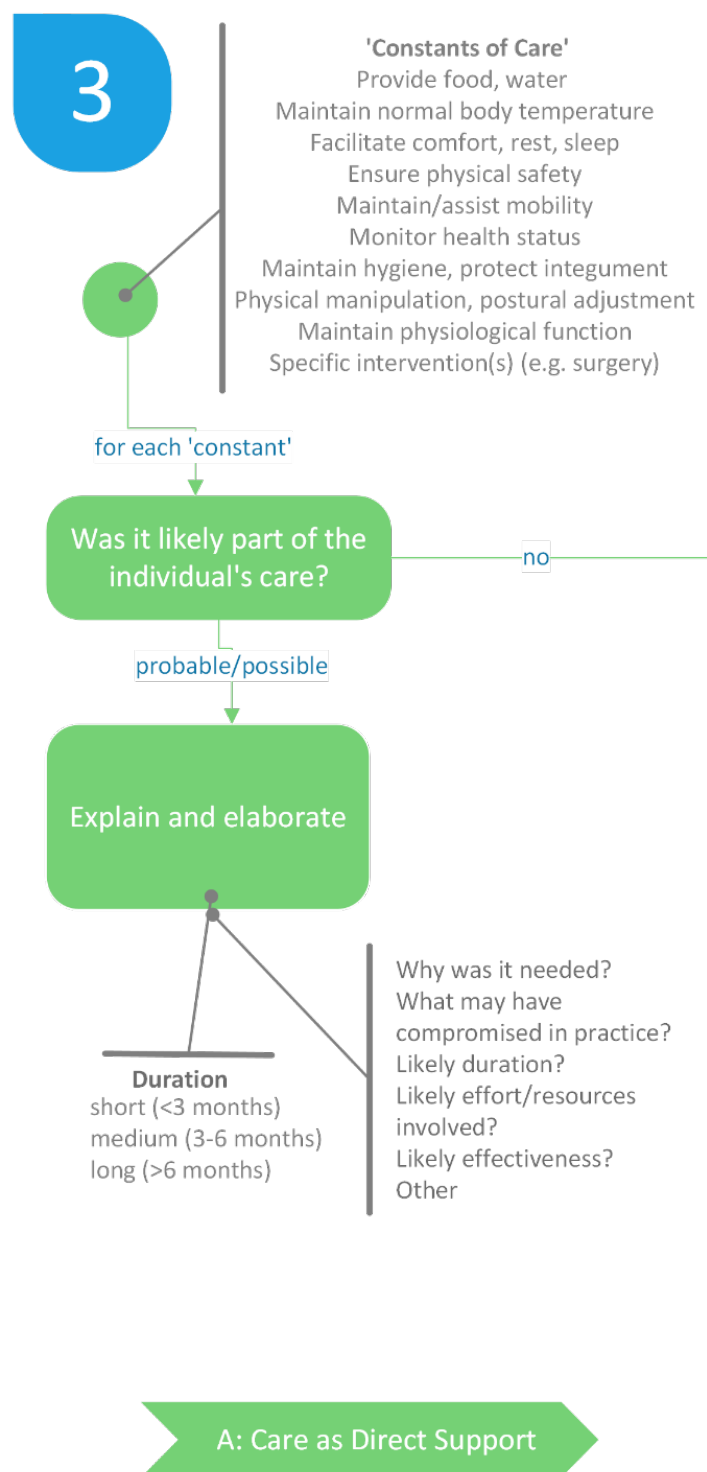 3
'Constants of Care'
Provide food, water
Maintain normal body temperature
Facilitate comfort, rest, sleep
Ensure physical safety
Maintain/assist mobility
Monitor health status
Maintain hygiene, protect integument
Physical manipulation, postural adjustment
Maintain physiological function
Specific intervention(s) (e.g. surgery)
for each 'constant'
Was it likely part of the
individual's care?
no
probable/possible
Explain and elaborate
Why was it needed?
What may have
compromised in practice?
Likely duration?
Likely effort/resources
involved?
Likely effectiveness?
Other
Duration
short (<3 months)
medium (3-6 months)
long (>6 months)
A: Care as Direct Support